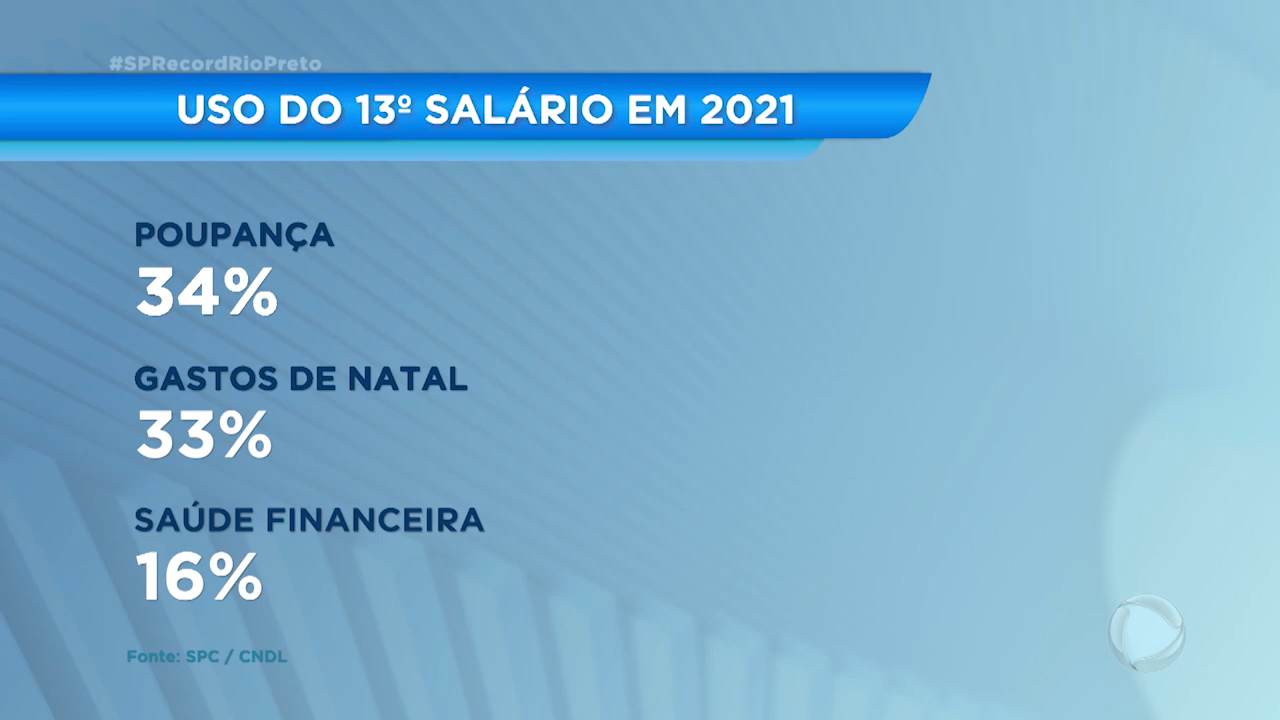 #SPRecordRioPreto
USO DO 13º SALÁRIO EM 2021
POUPANÇA
34%
GASTOS DE NATAL
33%
SAÚDE FINANCEIRA
16%
Fonte: SPC / CNDL